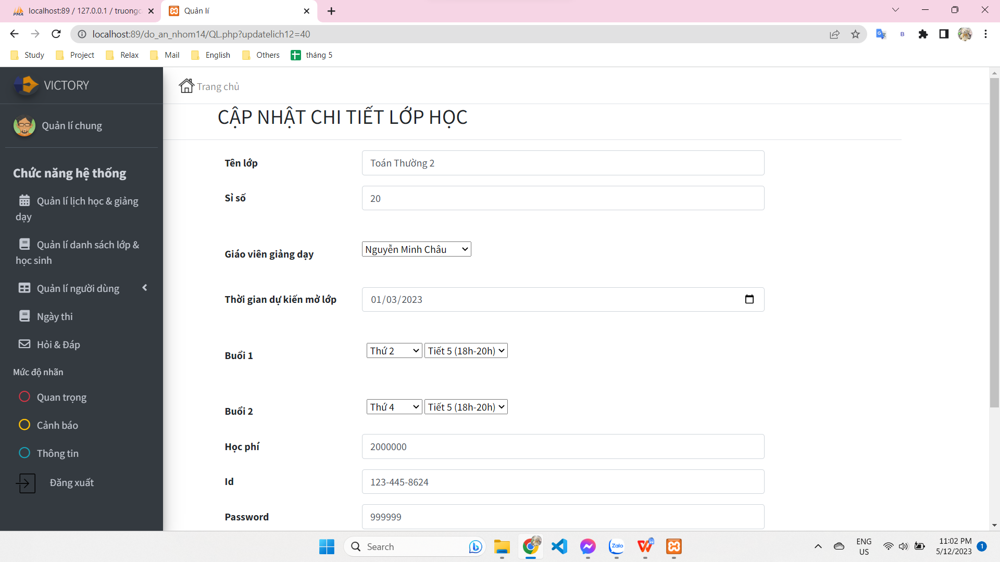 localhost:89 / 127.0.0.1 / truongc
Quản lí
localhost:89/do_an_nhom14/QL.php?updatelich12=40
Study
Project
Relax
Mail
English
Others
tháng 5
VICTORY
Trang chủ
Quản lí chung
Chức năng hệ thống
Quản lí lịch học & giảng
dạy
Quản lí danh sách lớp &
học sinh
Quản lí người dùng
Ngày thi
Hỏi & Đáp
Mức độ nhãn
Quan trọng
Cảnh báo
Thông tin
Đăng xuất
CẬP NHẬT CHI TIẾT LỚP HỌC
Tên lớp
Toán Thường 2
Sỉ số
20
Giáo viên giảng dạy
Nguyễn Minh Châu
Thời gian dự kiến mở lớp
01/03/2023
Buổi 1
Thứ 2
Tiết 5 (18h-20h)
Buổi 2
Thứ 4
Tiết 5 (18h-20h)
Học phí
2000000
Id
123-445-8624
Password
999999
Search
Zalo
ENG
US
11:02 PM
5/12/2023
1